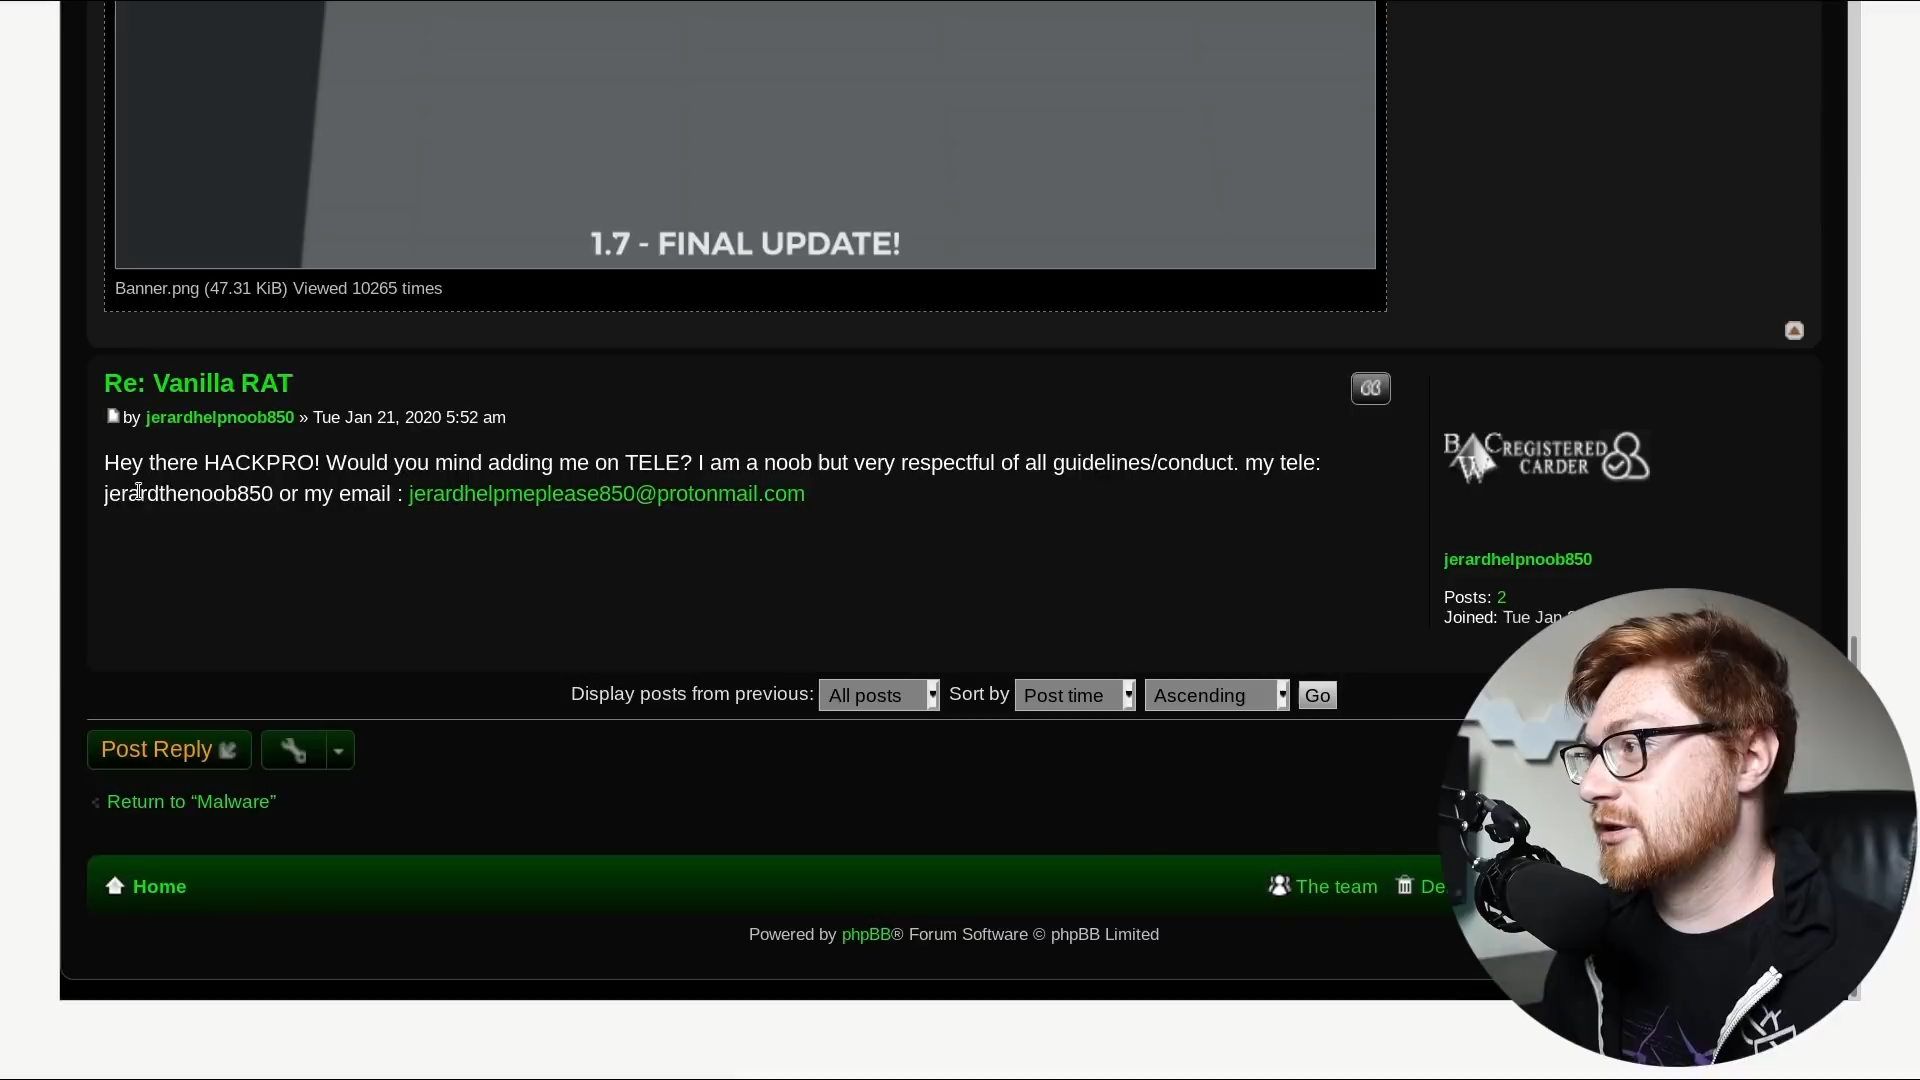 1.7 - FINAL UPDATE!
Banner.png (47.31 KiB) Viewed 10265 times
Re: Vanilla RAT
by jerardhelpnoob850 » Tue Jan 21, 2020 5:52 am
Hey there HACKPRO! Would you mind adding me on TELE? I am a noob but very respectful of all guidelines/conduct. my tele:
jerardthenoob850 or my email : jerardhelpmeplease850@protonmail.com
BWC REGISTERED
CARDER
jerardhelpnoob850
Posts: 2
Joined: Tue Jan
Display posts from previous: All posts Sort by Post time Ascending Go
Post Reply
Return to “Malware”
Home
The team
De
Powered by phpBB® Forum Software © phpBB Limited